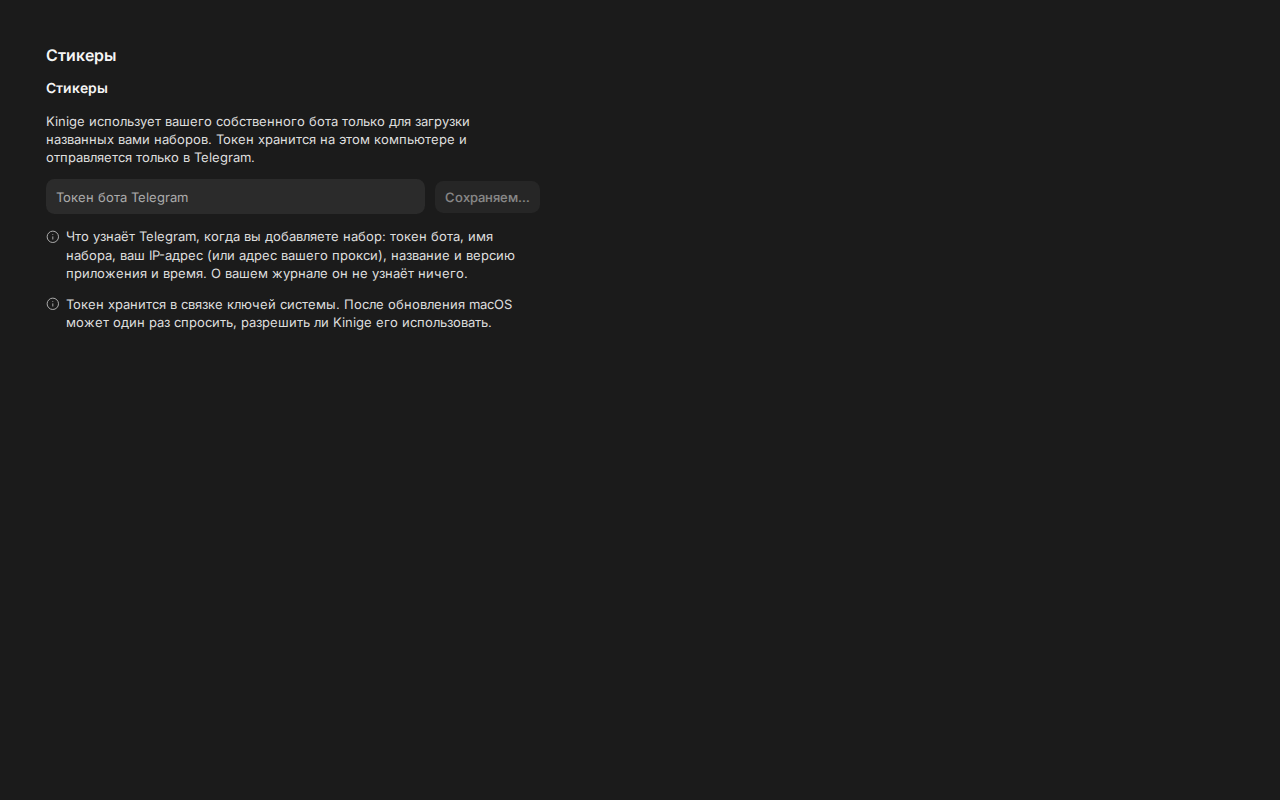 Стикеры
Стикеры
Kinige использует вашего собственного бота только для загрузки
названных вами наборов. Токен хранится на этом компьютере и
отправляется только в Telegram.
Токен бота Telegram
Сохраняем…
Что узнаёт Telegram, когда вы добавляете набор: токен бота, имя
набора, ваш IP-адрес (или адрес вашего прокси), название и версию
приложения и время. О вашем журнале он не узнаёт ничего.
Токен хранится в связке ключей системы. После обновления macOS
может один раз спросить, разрешить ли Kinige его использовать.